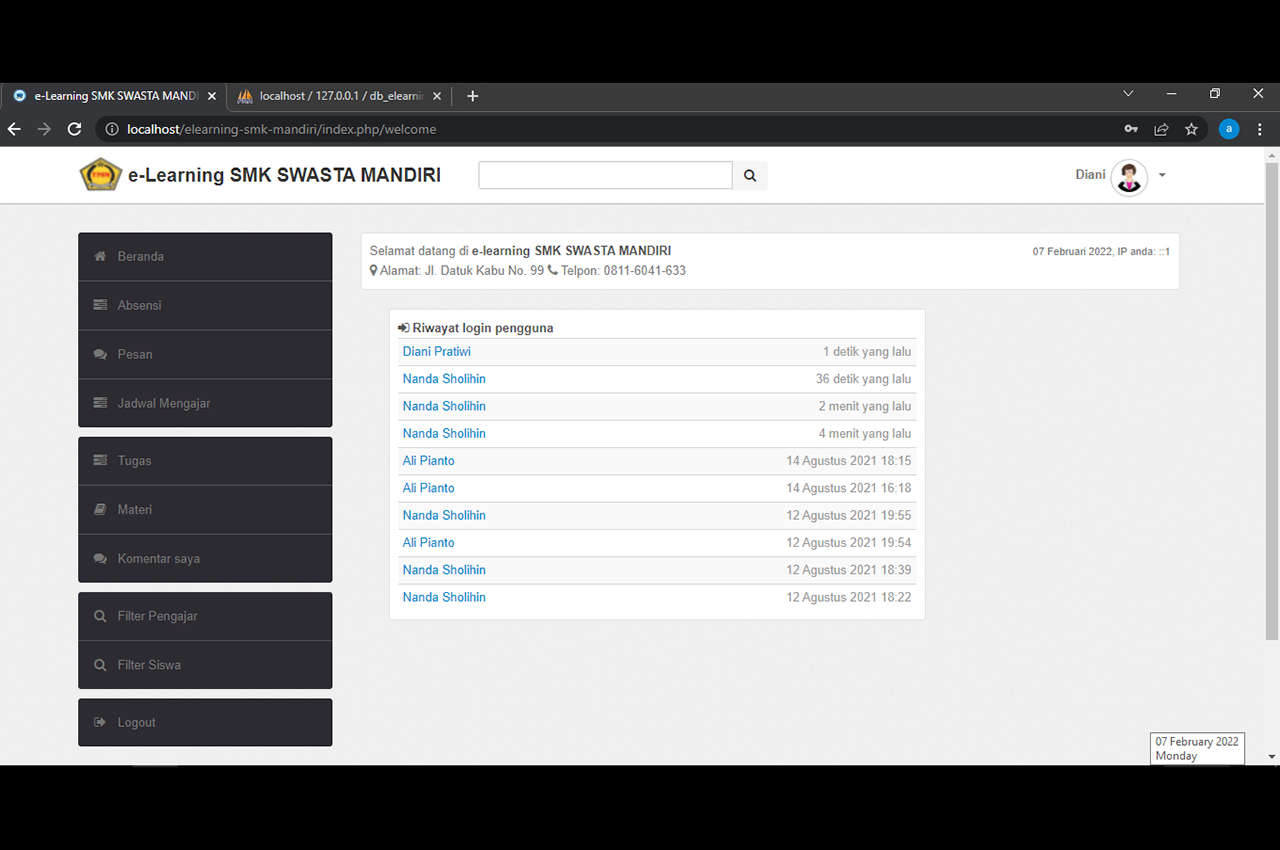 e-Learning SMK SWASTA MANDI
localhost / 127.0.0.1 / db_elearnin
localhost/elearning-smk-mandiri/index.php/welcome
a
e-Learning SMK SWASTA MANDIRI
Diani
Beranda
Absensi
Pesan
Jadwal Mengajar
Tugas
Materi
Komentar saya
Filter Pengajar
Filter Siswa
Logout
Selamat datang di e-learning SMK SWASTA MANDIRI
07 Februari 2022, IP anda: ::1
Alamat: Jl. Datuk Kabu No. 99 Telpon: 0811-6041-633
Riwayat login pengguna
Diani Pratiwi 1 detik yang lalu
Nanda Sholihin 36 detik yang lalu
Nanda Sholihin 2 menit yang lalu
Nanda Sholihin 4 menit yang lalu
Ali Pianto 14 Agustus 2021 18:15
Ali Pianto 14 Agustus 2021 16:18
Nanda Sholihin 12 Agustus 2021 19:55
Ali Pianto 12 Agustus 2021 19:54
Nanda Sholihin 12 Agustus 2021 18:39
Nanda Sholihin 12 Agustus 2021 18:22
07 February 2022
Monday